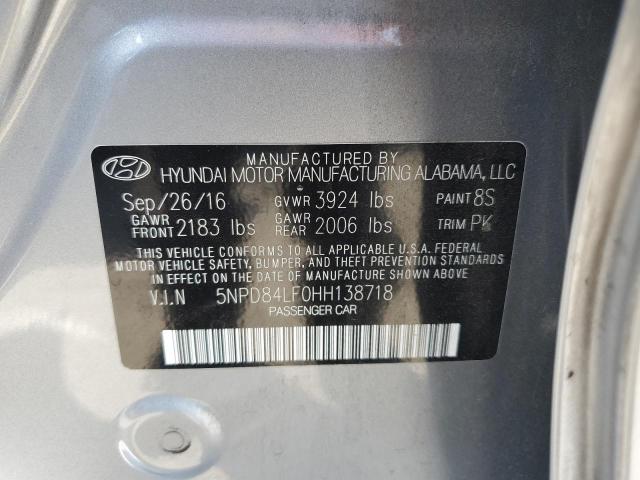 MANUFACTURED BY
HYUNDAI MOTOR MANUFACTURING ALABAMA, LLC
Sep/26/16 GVWR 3924 lbs PAINT 8S
GAWR FRONT 2183 lbs GAWR REAR 2006 lbs TRIM PK
THIS VEHICLE CONFORMS TO ALL APPLICABLE U.S.A. FEDERAL
MOTOR VEHICLE SAFETY, BUMPER, AND THEFT PREVENTION STANDARDS
IN EFFECT ON THE DATE OF MANUFACTURE SHOWN ABOVE.
V.I.N 5NPD84LF0HH138718
PASSENGER CAR